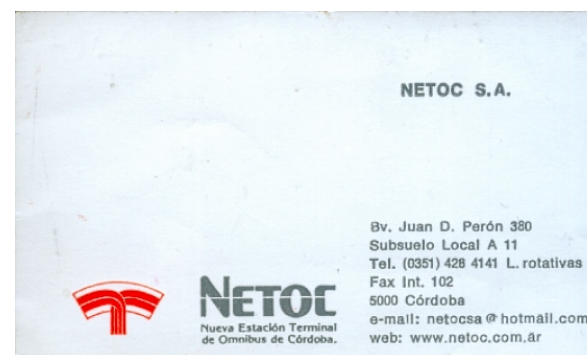 NETOC S.A.
Bv. Juan D. Perón 380
Subsuelo Local A 11
Tel. (0351) 428 4141 L. rotativas
Fax Int. 102
5000 Córdoba
e-mail: netocsa@hotmail.com
web: www.netoc.com.ar
NETOC
Nueva Estación Terminal
de Omnibus de Córdoba.